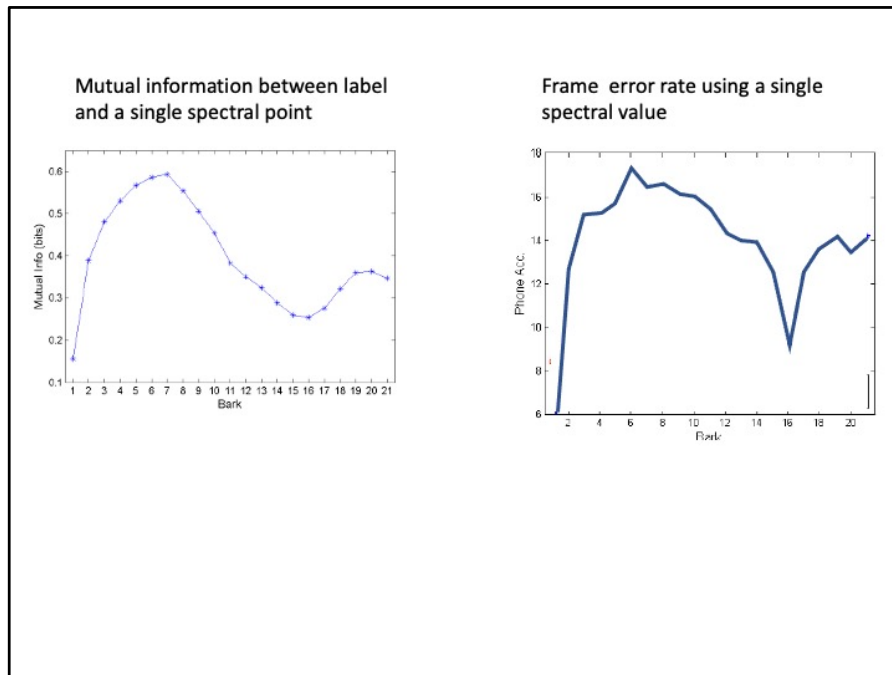 Mutual information between label
and a single spectral point
Frame  error rate using a single
spectral value
0.6
0.5
0.4
0.3
0.2
0.1
Mutual Info (bits)
1 2 3 4 5 6 7 8 9 10 11 12 13 14 15 16 17 18 19 20 21
Bark
18
16
14
12
10
8
6
Phone Acc.
2 4 6 8 10 12 14 16 18 20
Bark